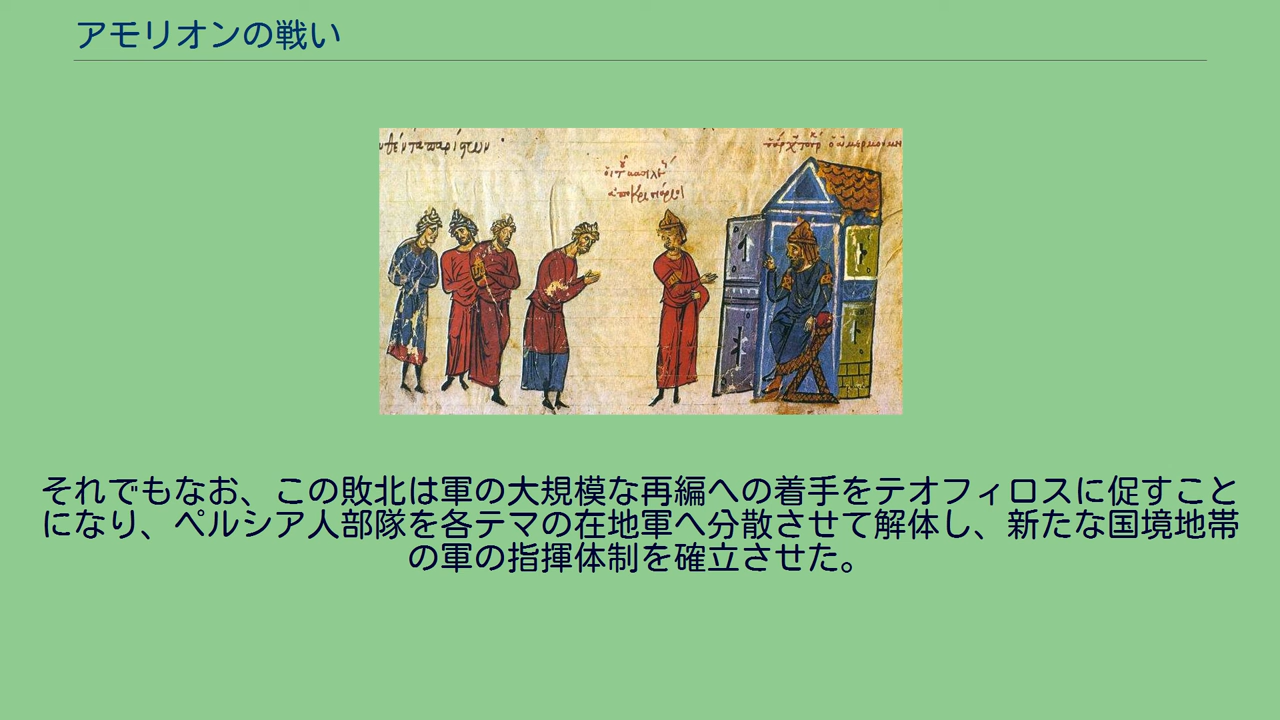 アモリオンの戦い
それでもなお、この敗北は軍の大規模な再編への着手をテオフィロスに促すこと
になり、ペルシア人部隊を各テマの在地軍へ分散させて解体し、新たな国境地帯
の軍の指揮体制を確立させた。